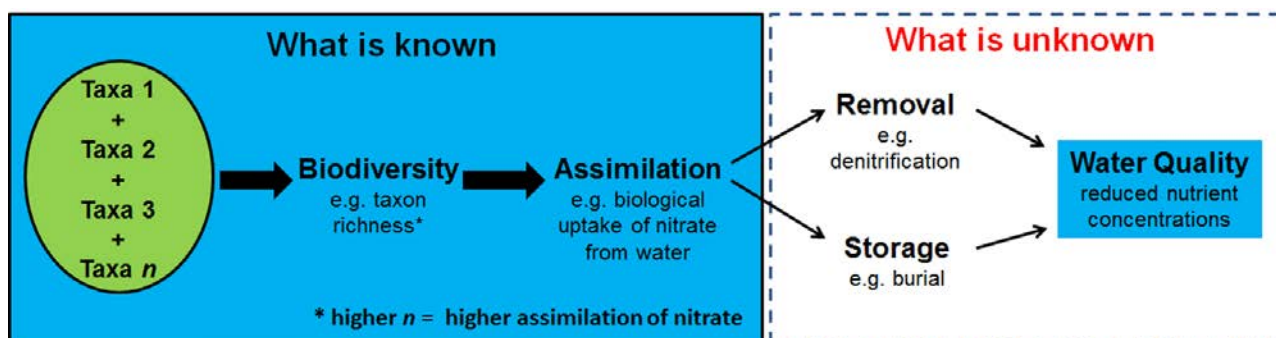 What is known
Taxa 1
+
Taxa 2
+
Taxa 3
+
Taxa n
Biodiversity
e.g. taxon
richness*
Assimilation
e.g. biological
uptake of nitrate
from water
* higher n = higher assimilation of nitrate
What is unknown
Removal
e.g.
denitrification
Storage
e.g. burial
Water Quality
reduced nutrient
concentrations